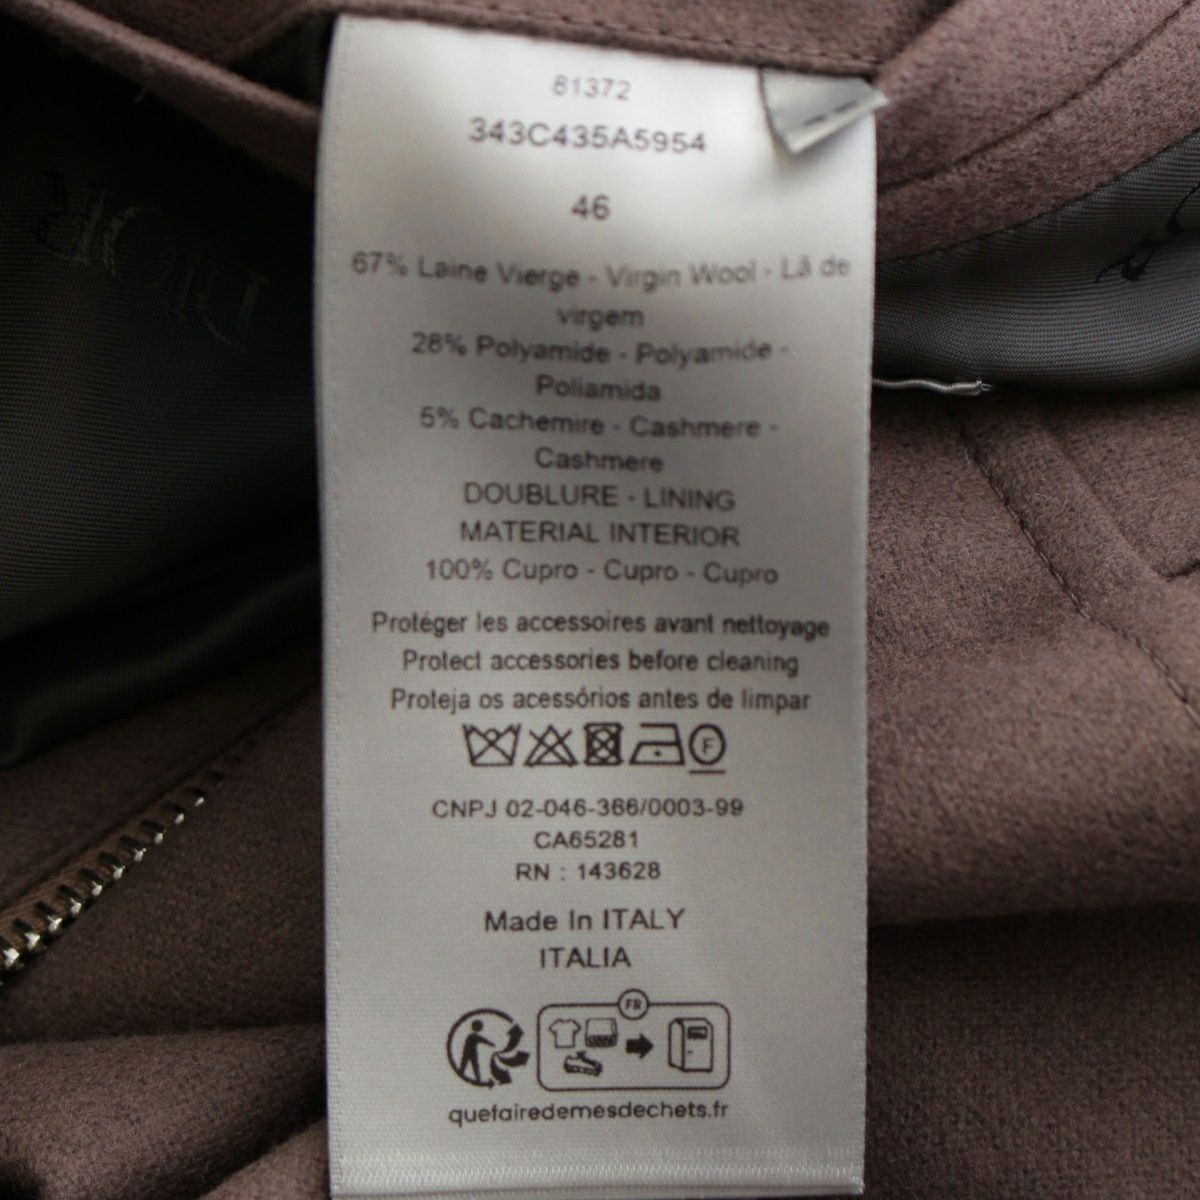 81372
343C435A5954
46
67% Laine Vierge - Virgin Wool - Lã de
virgem
28% Polyamide - Polyamide -
Poliamida
5% Cachemire - Cashmere -
Cashmere
DOUBLURE - LINING
MATERIAL INTERIOR
100% Cupro - Cupro - Cupro
Protéger les accessoires avant nettoyage
Protect accessories before cleaning
Proteja os acessórios antes de limpar
F
CNPJ 02-046-366/0003-99
CA65281
RN : 143628
Made In ITALY
ITALIA
FR
quefairedemesdechets.fr
DIOR